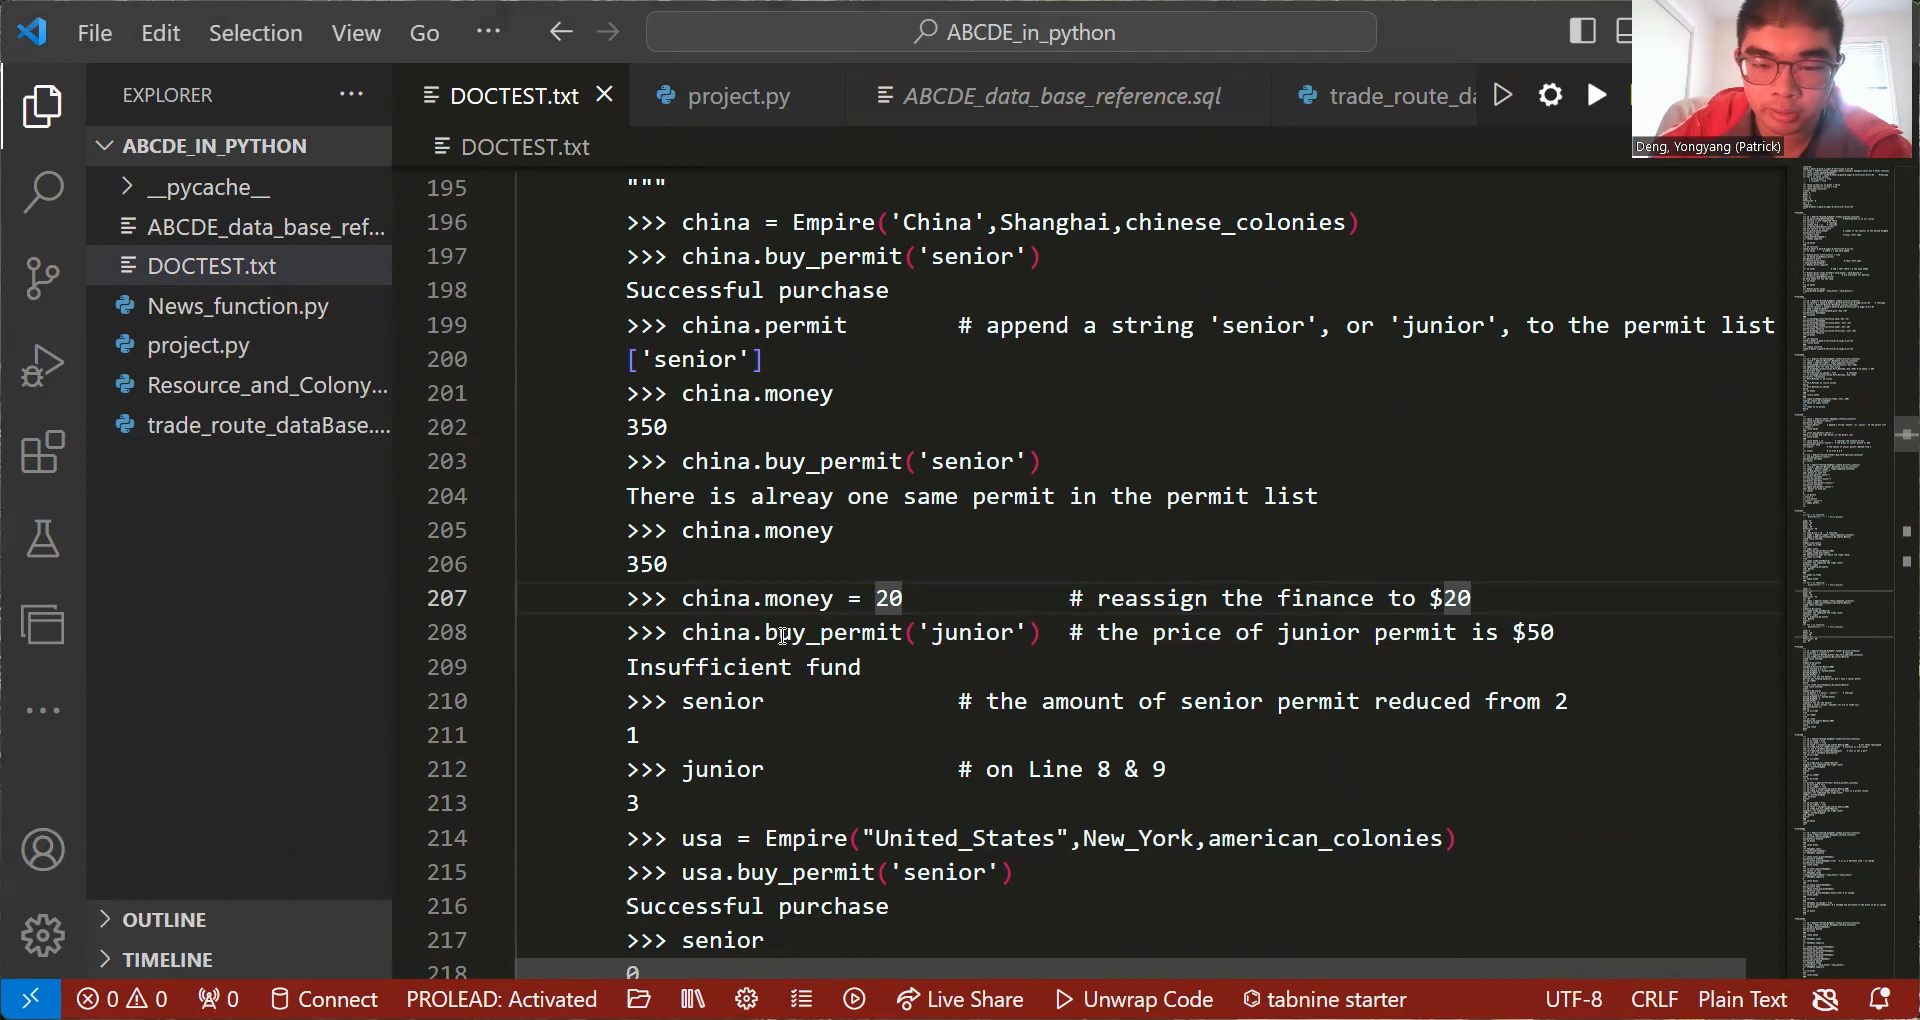 File Edit Selection View Go ··· ABCDE_in_python
EXPLORER ···
DOCTEST.txt project.py ABCDE_data_base_reference.sql trade_route_da
Deng, Yongyang (Patrick)
ABCDE_IN_PYTHON
DOCTEST.txt
__pycache__
ABCDE_data_base_ref...
DOCTEST.txt
News_function.py
project.py
Resource_and_Colony...
trade_route_dataBase....
195 """
196 >>> china = Empire('China',Shanghai,chinese_colonies)
197 >>> china.buy_permit('senior')
198 Successful purchase
199 >>> china.permit # append a string 'senior', or 'junior', to the permit list
200 ['senior']
201 >>> china.money
202 350
203 >>> china.buy_permit('senior')
204 There is alreay one same permit in the permit list
205 >>> china.money
206 350
207 >>> china.money = 20 # reassign the finance to $20
208 >>> china.buy_permit('junior') # the price of junior permit is $50
209 Insufficient fund
210 >>> senior # the amount of senior permit reduced from 2
211 1
212 >>> junior # on Line 8 & 9
213 3
214 >>> usa = Empire("United_States",New_York,american_colonies)
215 >>> usa.buy_permit('senior')
216 Successful purchase
217 >>> senior
218 0
OUTLINE
TIMELINE
0 0 0 Connect PROLEAD: Activated Live Share Unwrap Code tabnine starter UTF-8 CRLF Plain Text